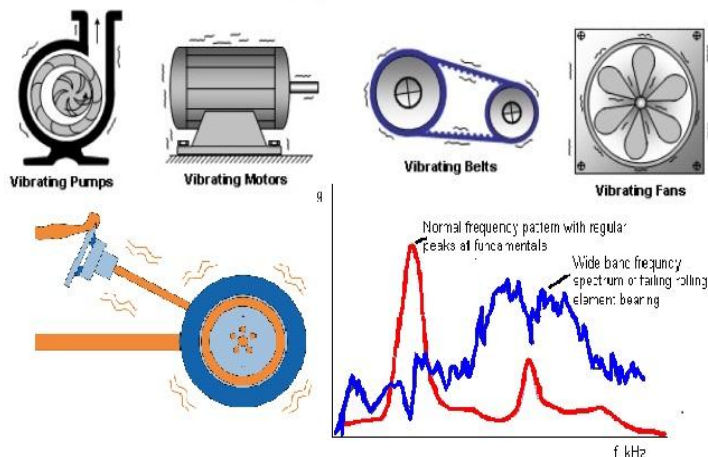 Vibrating Pumps
Vibrating Motors
Vibrating Belts
Vibrating Fans
g
Normal frequency pattern with regular
peaks at fundamentals
Wide band frequncy
spectrum of failing rolling
element bearing
f, kHz